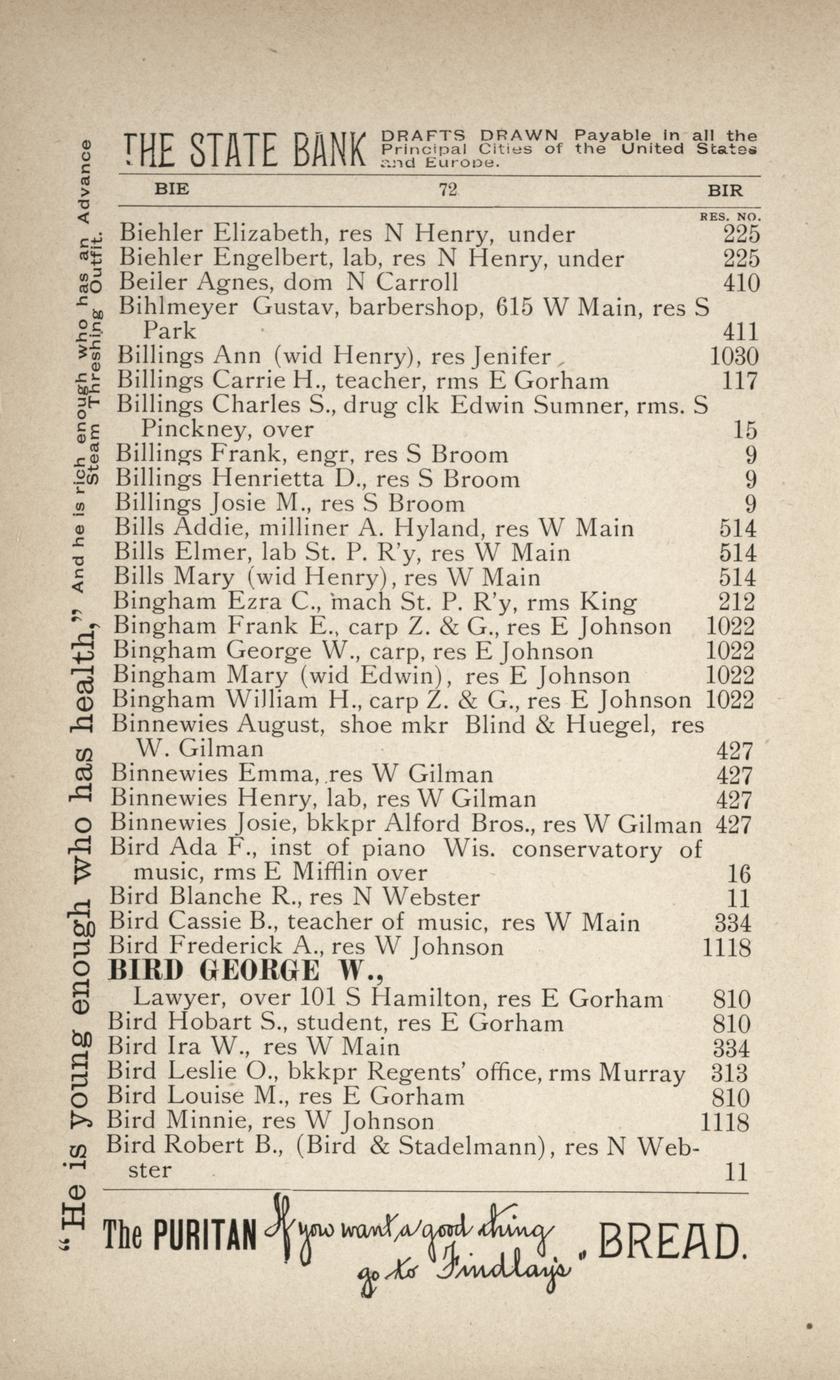 THE STATE BANK DRAFTS DRAWN Payable in all the
Principal Cities of the United States
and Europe.
BIE 72 BIR
RES. NO.
Biehler Elizabeth, res N Henry, under 225
Biehler Engelbert, lab, res N Henry, under 225
Beiler Agnes, dom N Carroll 410
Bihlmeyer Gustav, barbershop, 615 W Main, res S
Park 411
Billings Ann (wid Henry), res Jenifer 1030
Billings Carrie H., teacher, rms E Gorham 117
Billings Charles S., drug clk Edwin Sumner, rms. S
Pinckney, over 15
Billings Frank, engr, res S Broom 9
Billings Henrietta D., res S Broom 9
Billings Josie M., res S Broom 9
Bills Addie, milliner A. Hyland, res W Main 514
Bills Elmer, lab St. P. R'y, res W Main 514
Bills Mary (wid Henry), res W Main 514
Bingham Ezra C., mach St. P. R'y, rms King 212
Bingham Frank E., carp Z. & G., res E Johnson 1022
Bingham George W., carp, res E Johnson 1022
Bingham Mary (wid Edwin), res E Johnson 1022
Bingham William H., carp Z. & G., res E Johnson 1022
Binnewies August, shoe mkr Blind & Huegel, res
W. Gilman 427
Binnewies Emma, res W Gilman 427
Binnewies Henry, lab, res W Gilman 427
Binnewies Josie, bkkpr Alford Bros., res W Gilman 427
Bird Ada F., inst of piano Wis. conservatory of
music, rms E Mifflin over 16
Bird Blanche R., res N Webster 11
Bird Cassie B., teacher of music, res W Main 334
Bird Frederick A., res W Johnson 1118
BIRD GEORGE W.,
Lawyer, over 101 S Hamilton, res E Gorham 810
Bird Hobart S., student, res E Gorham 810
Bird Ira W., res W Main 334
Bird Leslie O., bkkpr Regents' office, rms Murray 313
Bird Louise M., res E Gorham 810
Bird Minnie, res W Johnson 1118
Bird Robert B., (Bird & Stadelmann), res N Web-
ster 11
"He is young enough who has health," And he is rich enough who has an Advance
Steam Threshing Outfit.
The PURITAN If you want a good thing
go to Findlay's, BREAD.